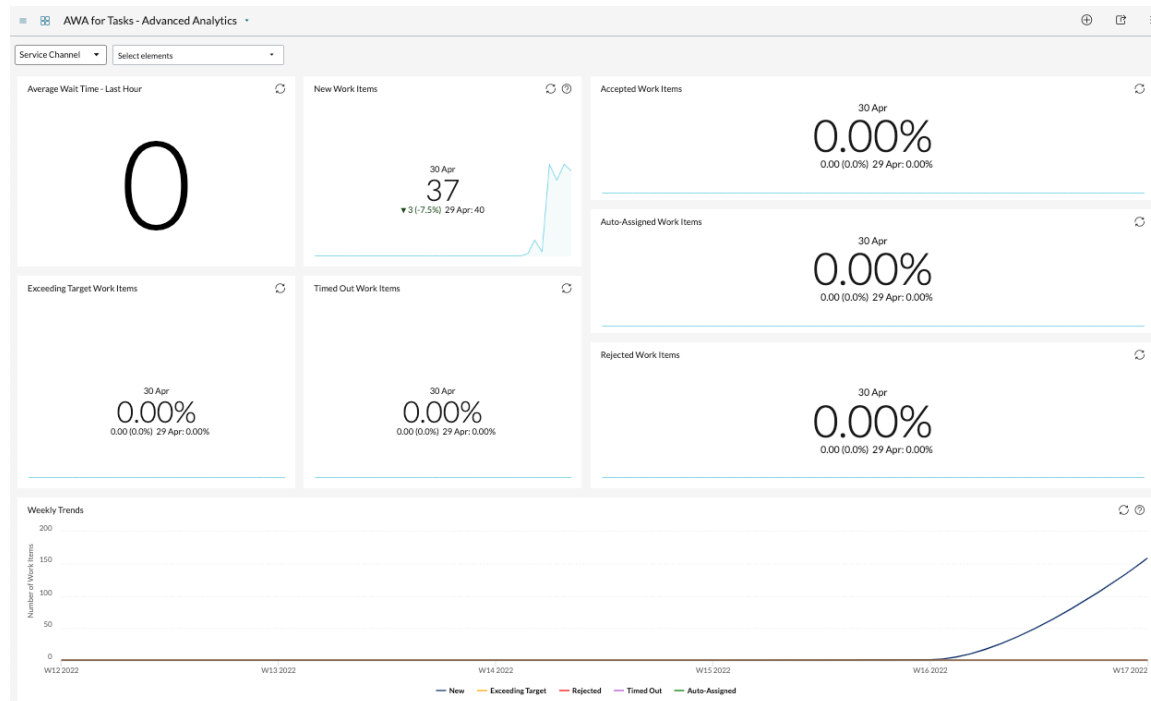 AWA for Tasks - Advanced Analytics
Service Channel
Select elements
Average Wait Time - Last Hour
0
New Work Items
30 Apr
37
▼ 3 (-7.5%) 29 Apr: 40
Accepted Work Items
30 Apr
0.00%
0.00 (0.0%) 29 Apr: 0.00%
Auto-Assigned Work Items
30 Apr
0.00%
0.00 (0.0%) 29 Apr: 0.00%
Exceeding Target Work Items
30 Apr
0.00%
0.00 (0.0%) 29 Apr: 0.00%
Timed Out Work Items
30 Apr
0.00%
0.00 (0.0%) 29 Apr: 0.00%
Rejected Work Items
30 Apr
0.00%
0.00 (0.0%) 29 Apr: 0.00%
Weekly Trends
Number of Work Items
200
150
100
50
0
W12 2022 W13 2022 W14 2022 W15 2022 W16 2022 W17 2022
New Exceeding Target Rejected Timed Out Auto-Assigned